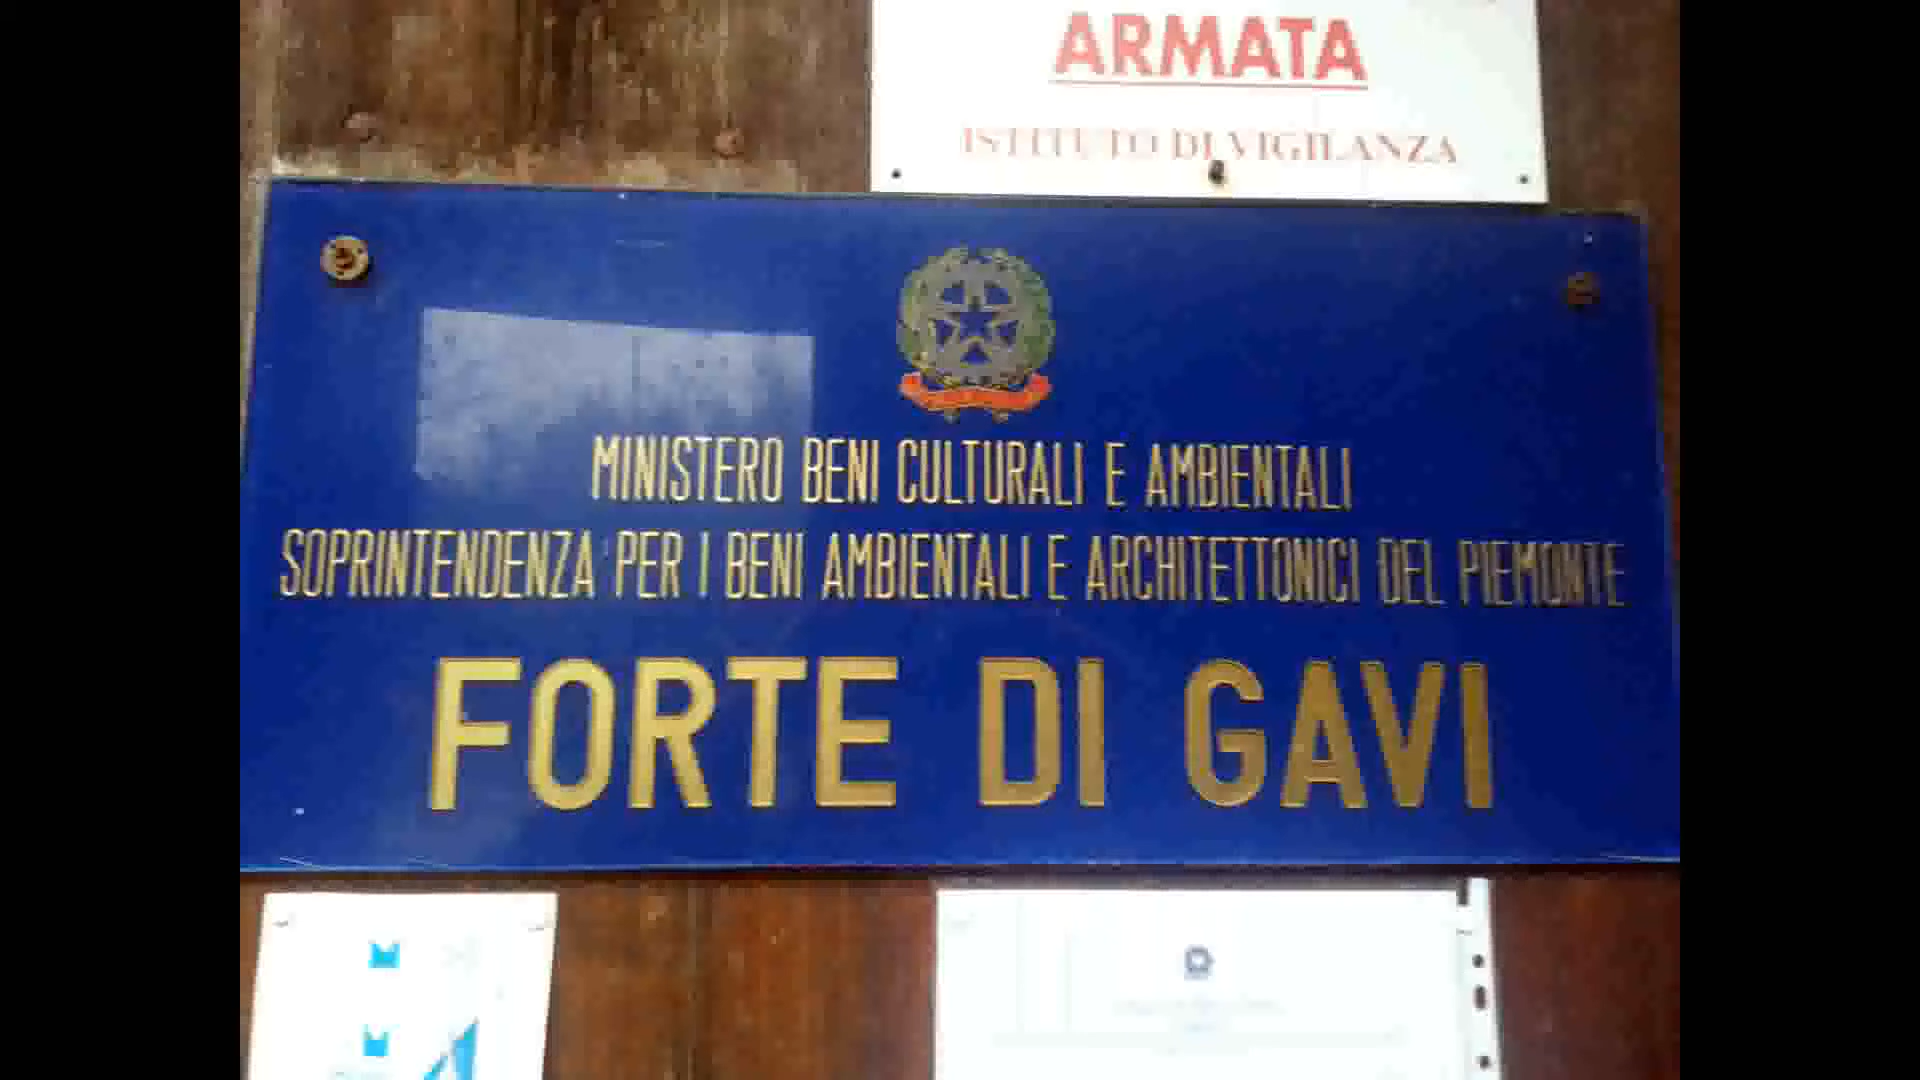 ARMATA
ISTITUTO DI VIGILANZA
MINISTERO BENI CULTURALI E AMBIENTALI
SOPRINTENDENZA PER I BENI AMBIENTALI E ARCHITETTONICI DEL PIEMONTE
FORTE DI GAVI